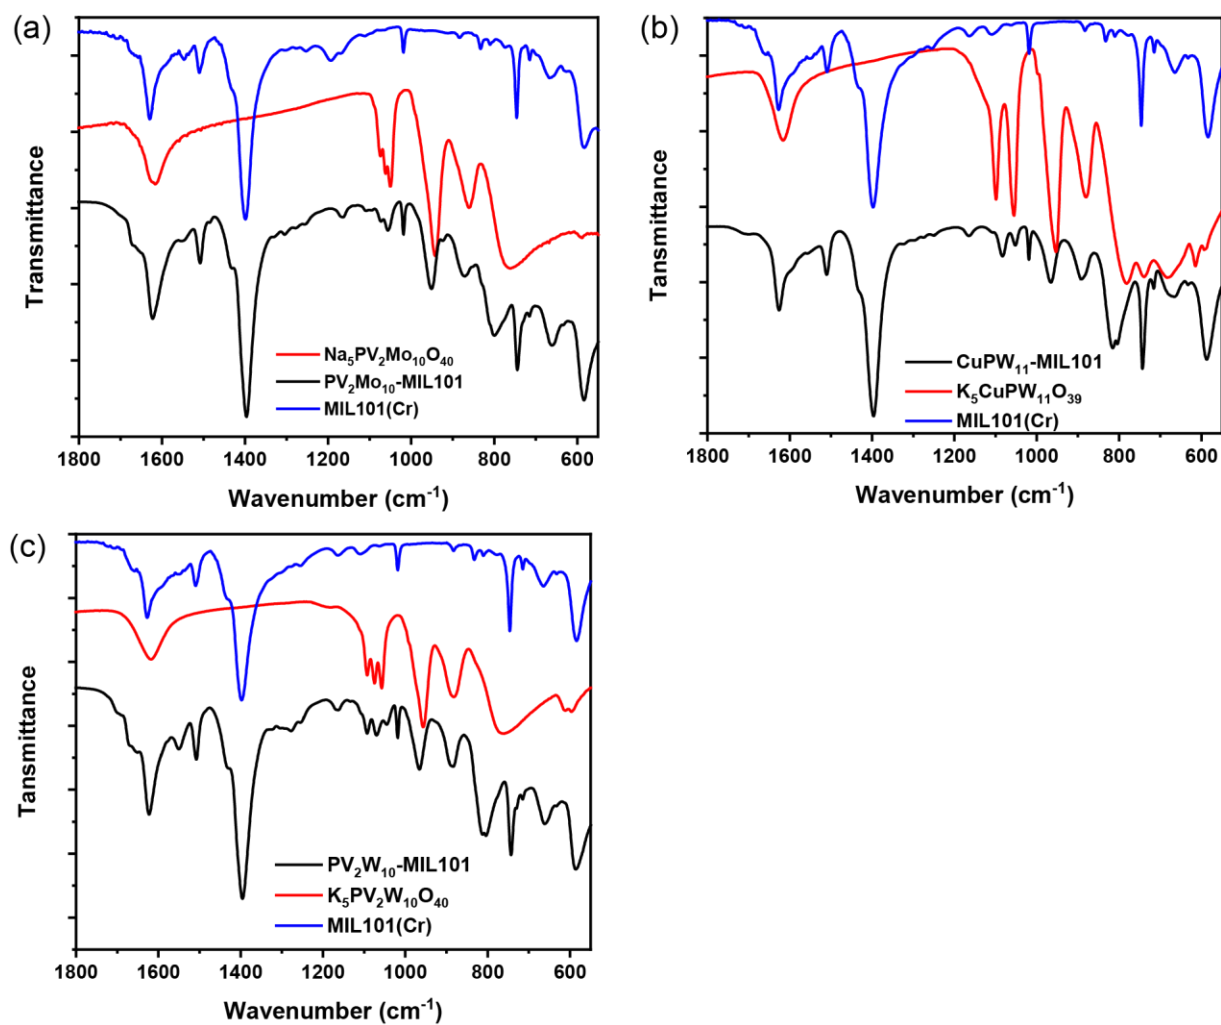 (a)
Transmittance
Na₅PV₂Mo₁₀O₄₀
PV₂Mo₁₀-MIL101
MIL101(Cr)
1800 1600 1400 1200 1000 800 600
Wavenumber (cm⁻¹)
(b)
Tansmittance
CuPW₁₁-MIL101
K₅CuPW₁₁O₃₉
MIL101(Cr)
1800 1600 1400 1200 1000 800 600
Wavenumber (cm⁻¹)
(c)
Tansmittance
PV₂W₁₀-MIL101
K₅PV₂W₁₀O₄₀
MIL101(Cr)
1800 1600 1400 1200 1000 800 600
Wavenumber (cm⁻¹)